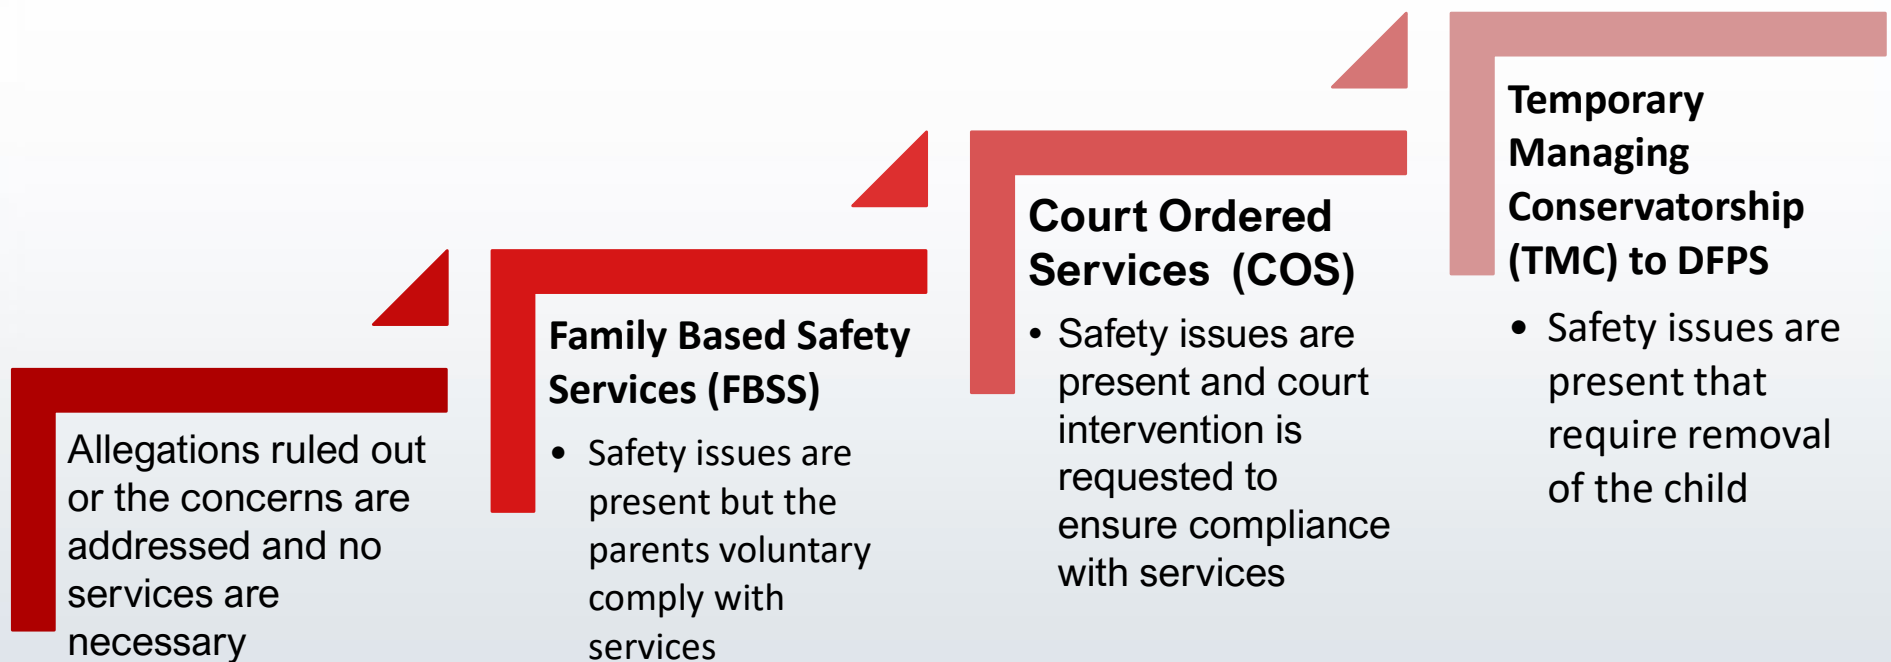 Allegations ruled out
or the concerns are
addressed and no
services are
necessary
Family Based Safety
Services (FBSS)
• Safety issues are
present but the
parents voluntary
comply with
services
Court Ordered
Services (COS)
• Safety issues are
present and court
intervention is
requested to
ensure compliance
with services
Temporary
Managing
Conservatorship
(TMC) to DFPS
• Safety issues are
present that
require removal
of the child